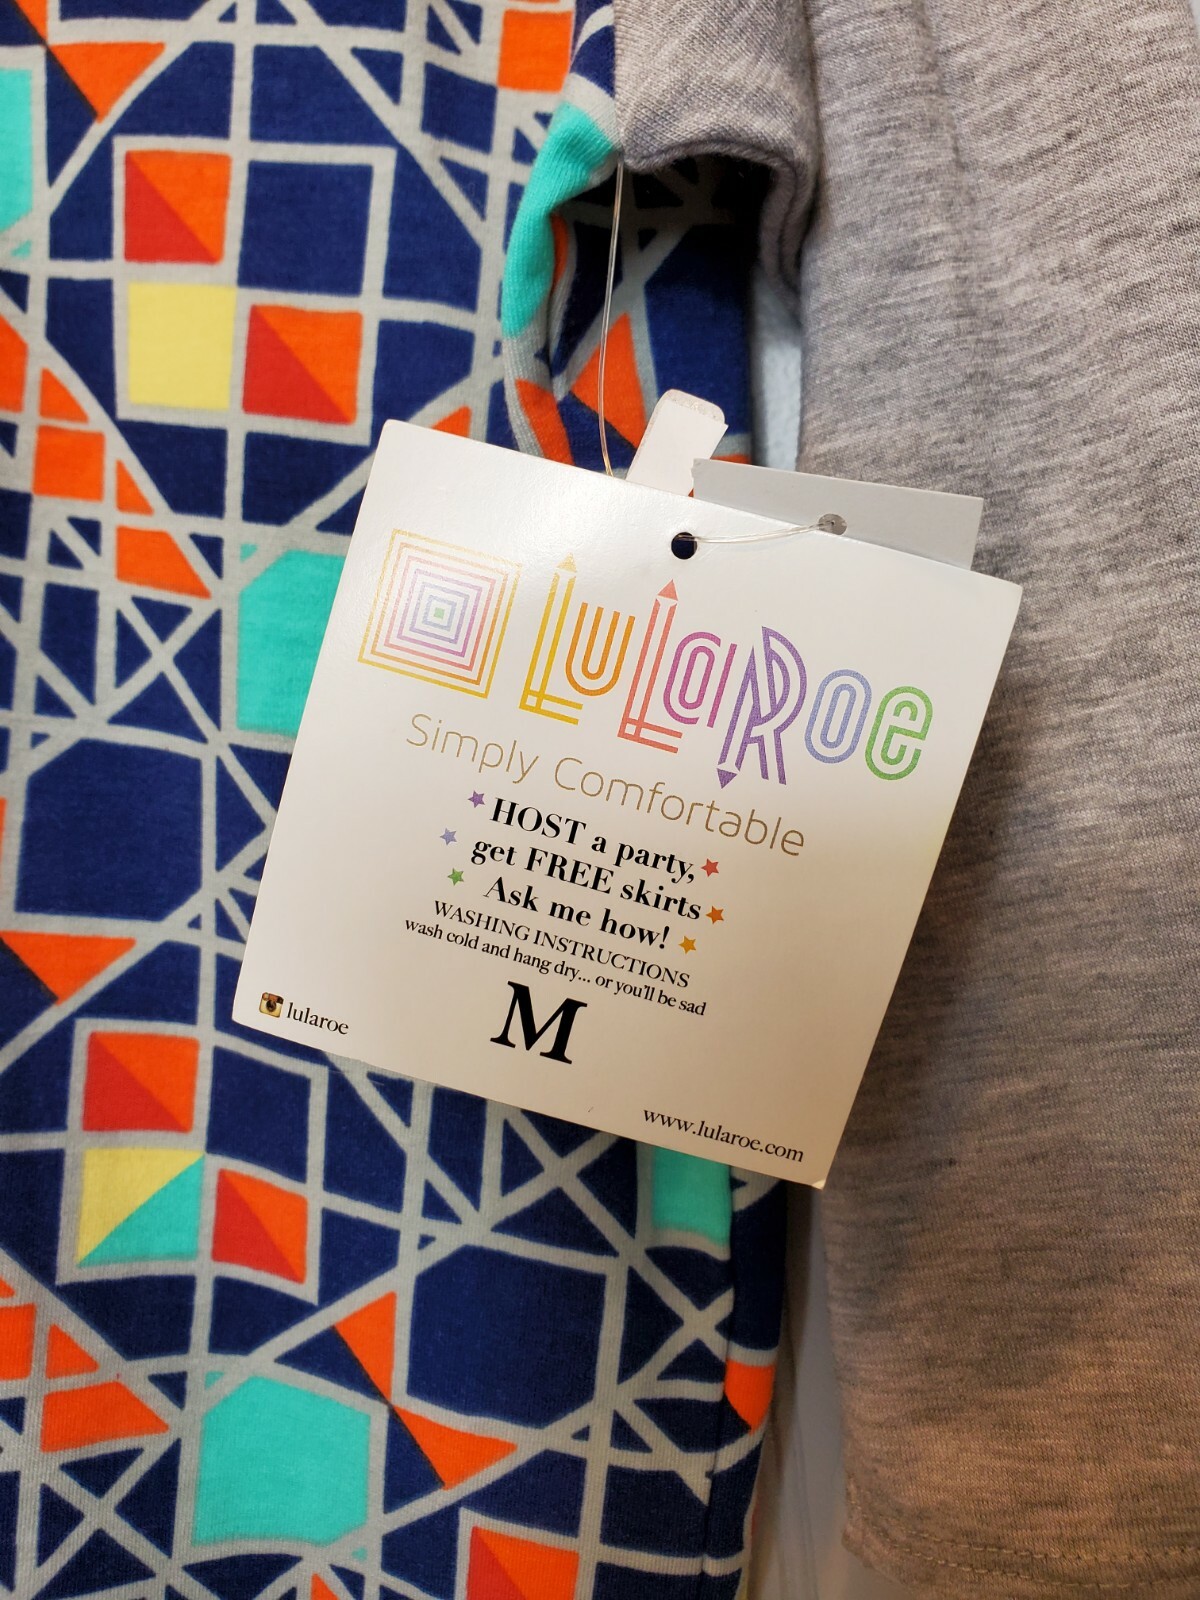 LuLaRoe
Simply Comfortable
HOST a party,
get FREE skirts
Ask me how!
WASHING INSTRUCTIONS
wash cold and hang dry... or you'll be sad
M
lularoe
www.lularoe.com